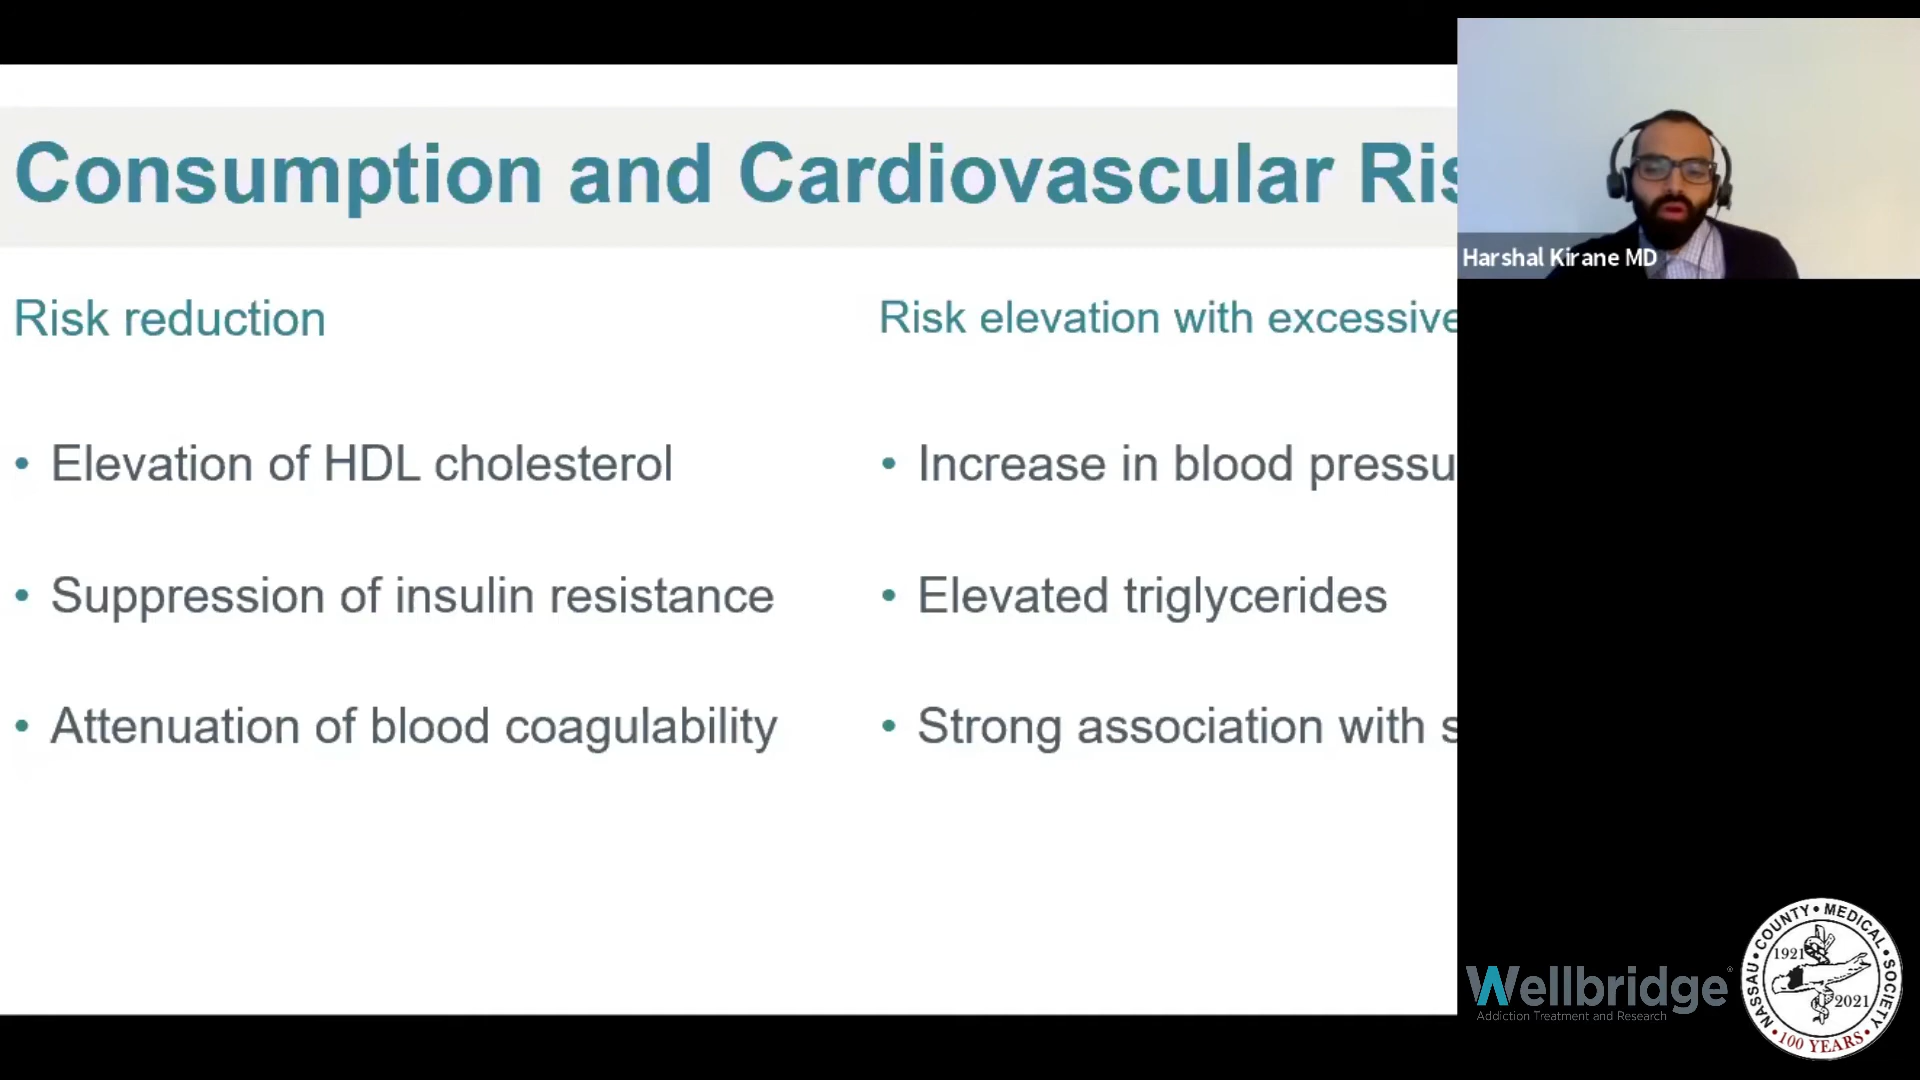 Consumption and Cardiovascular Ris
Risk reduction
• Elevation of HDL cholesterol
• Suppression of insulin resistance
• Attenuation of blood coagulability
Risk elevation with excessive
• Increase in blood pressu
• Elevated triglycerides
• Strong association with s
Harshal Kirane MD
Wellbridge
Addiction Treatment and Research
NASSAU • COUNTY • MEDICAL • SOCIETY
1921
2021
• 100 YEARS •